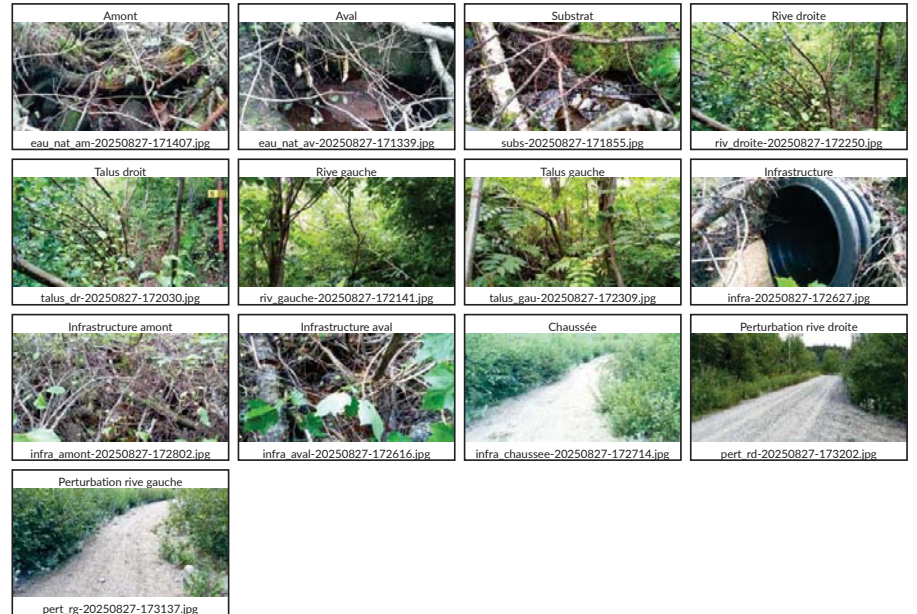 Amont
eau_nat_am-20250827-171407.jpg
Aval
eau_nat_av-20250827-171339.jpg
Substrat
subs-20250827-171855.jpg
Rive droite
riv_droite-20250827-172250.jpg
Talus droit
talus_dr-20250827-172030.jpg
Rive gauche
riv_gauche-20250827-172141.jpg
Talus gauche
talus_gau-20250827-172309.jpg
Infrastructure
infra-20250827-172627.jpg
Infrastructure amont
infra_amont-20250827-172802.jpg
Infrastructure aval
infra_aval-20250827-172616.jpg
Chaussée
infra_chaussee-20250827-172714.jpg
Perturbation rive droite
pert_rd-20250827-173202.jpg
Perturbation rive gauche
pert_rg-20250827-173137.jpg